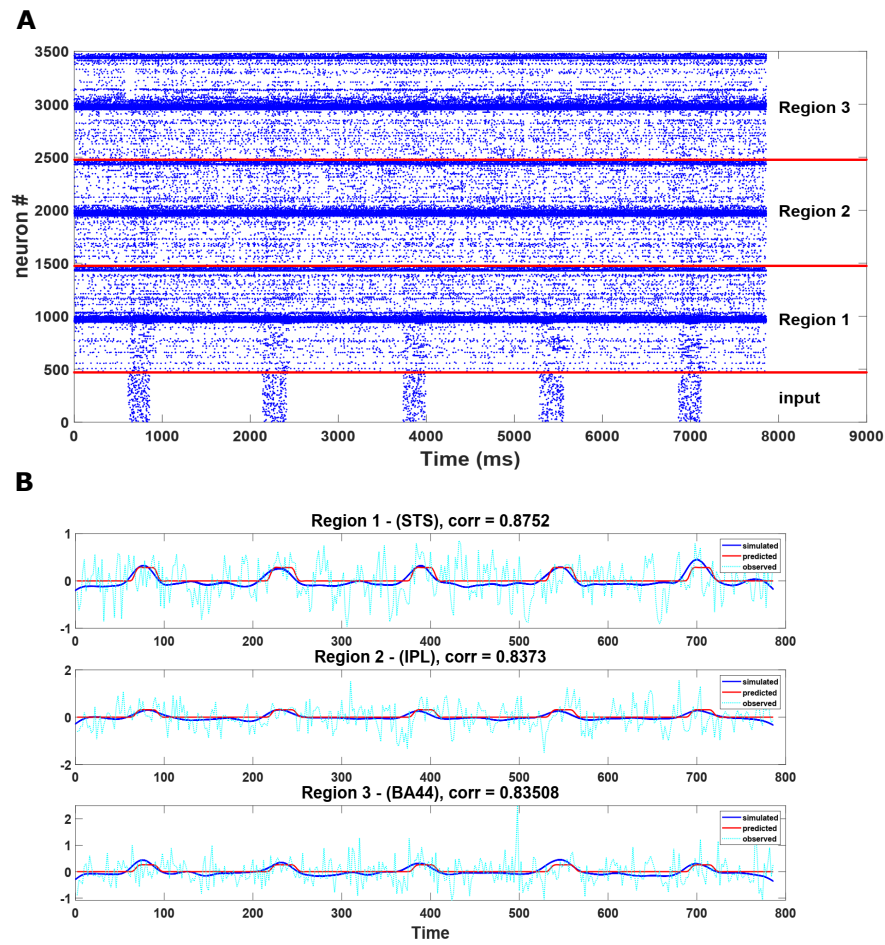 A
3500
3000
2500
2000
1500
1000
500
0
neuron #
Region 3
Region 2
Region 1
input
0 1000 2000 3000 4000 5000 6000 7000 8000 9000
Time (ms)
B
Region 1 - (STS), corr = 0.8752
1
0
-1
simulated
predicted
observed
0 100 200 300 400 500 600 700 800
Region 2 - (IPL), corr = 0.8373
2
0
-2
simulated
predicted
observed
0 100 200 300 400 500 600 700 800
Region 3 - (BA44), corr = 0.83508
2
1
0
-1
simulated
predicted
observed
0 100 200 300 400 500 600 700 800
Time